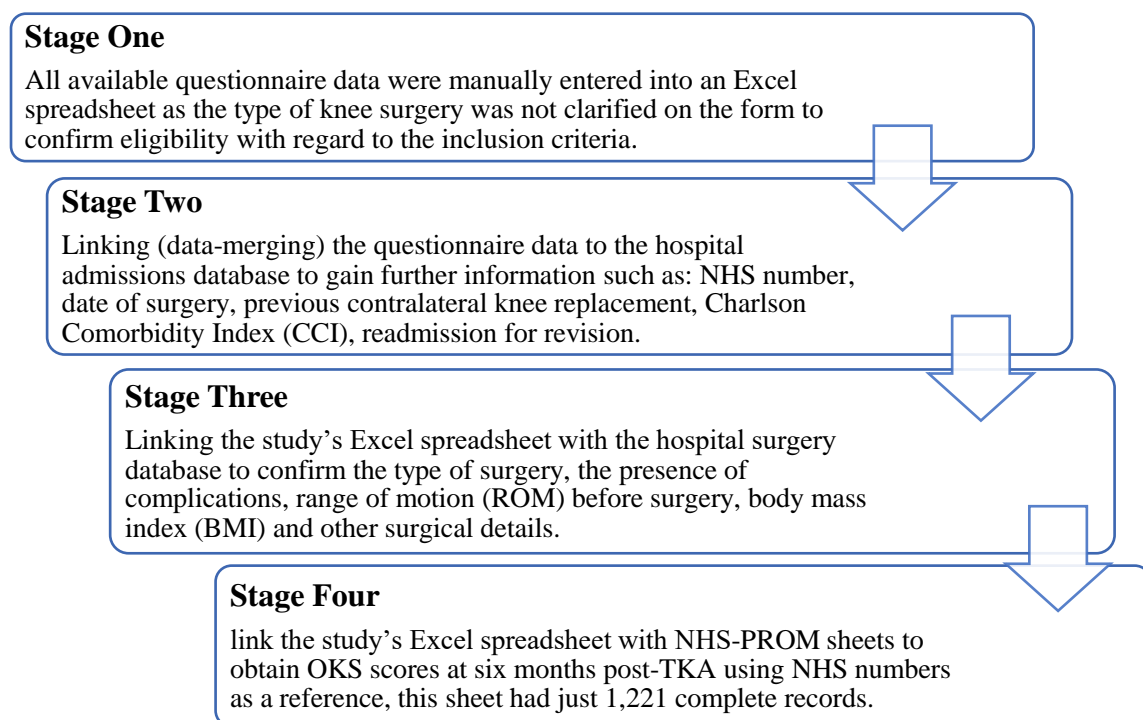 Stage One
All available questionnaire data were manually entered into an Excel
spreadsheet as the type of knee surgery was not clarified on the form to
confirm eligibility with regard to the inclusion criteria.
Stage Two
Linking (data-merging) the questionnaire data to the hospital
admissions database to gain further information such as: NHS number,
date of surgery, previous contralateral knee replacement, Charlson
Comorbidity Index (CCI), readmission for revision.
Stage Three
Linking the study’s Excel spreadsheet with the hospital surgery
database to confirm the type of surgery, the presence of
complications, range of motion (ROM) before surgery, body mass
index (BMI) and other surgical details.
Stage Four
link the study’s Excel spreadsheet with NHS-PROM sheets to
obtain OKS scores at six months post-TKA using NHS numbers
as a reference, this sheet had just 1,221 complete records.